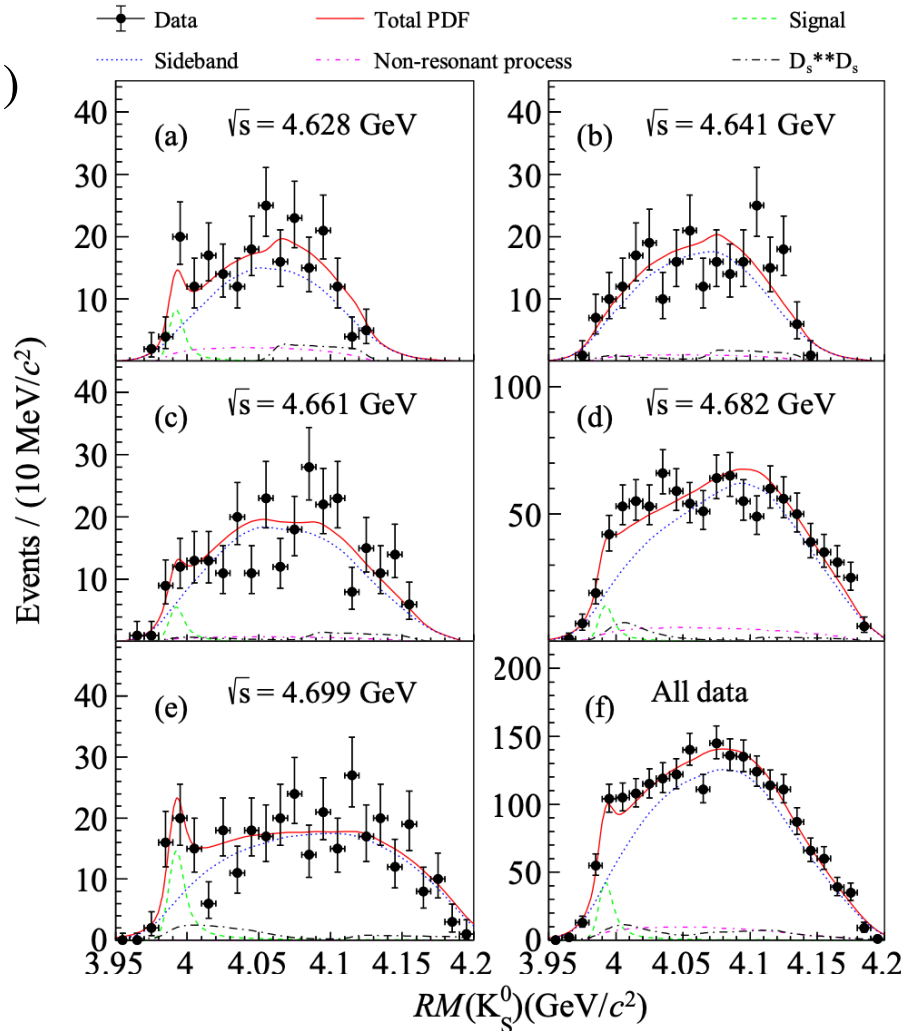 Data Total PDF Signal
Sideband Non-resonant process D_s**D_s
)
40 (a) √s = 4.628 GeV 40 (b) √s = 4.641 GeV
30 30
20 20
10 10
40 (c) √s = 4.661 GeV 100 (d) √s = 4.682 GeV
30
20 50
10
40 (e) √s = 4.699 GeV 200 (f) All data
30 150
20 100
10 50
0 0
3.95 4 4.05 4.1 4.15 4.2 3.95 4 4.05 4.1 4.15 4.2
Events / (10 MeV/c²)
RM(K_S^0)(GeV/c²)